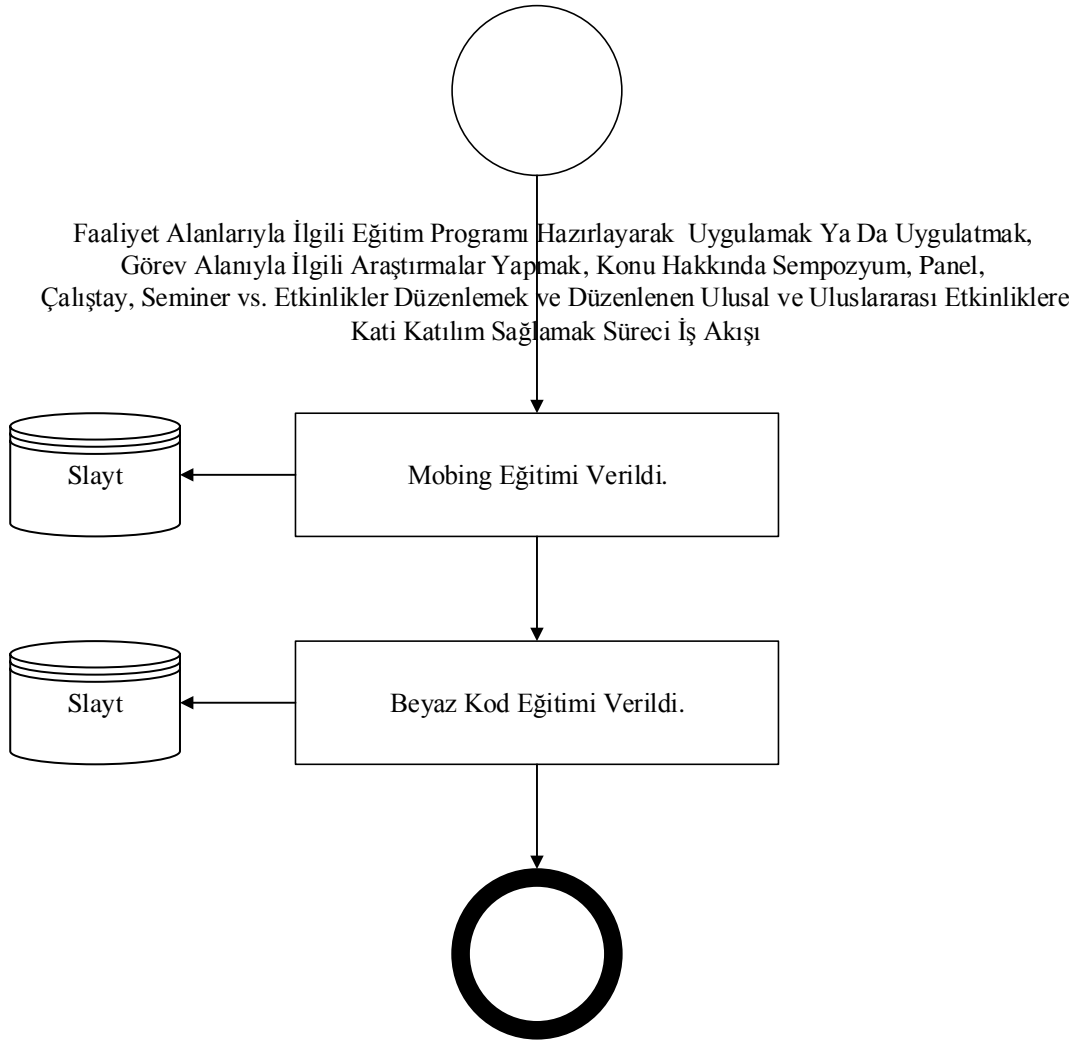 Faaliyet Alanlarıyla İlgili Eğitim Programı Hazırlayarak  Uygulamak Ya Da Uygulatmak,
Görev Alanıyla İlgili Araştırmalar Yapmak, Konu Hakkında Sempozyum, Panel,
Çalıştay, Seminer vs. Etkinlikler Düzenlemek ve Düzenlenen Ulusal ve Uluslararası Etkinliklere
Kati Katılım Sağlamak Süreci İş Akışı
Slayt
Mobing Eğitimi Verildi.
Slayt
Beyaz Kod Eğitimi Verildi.